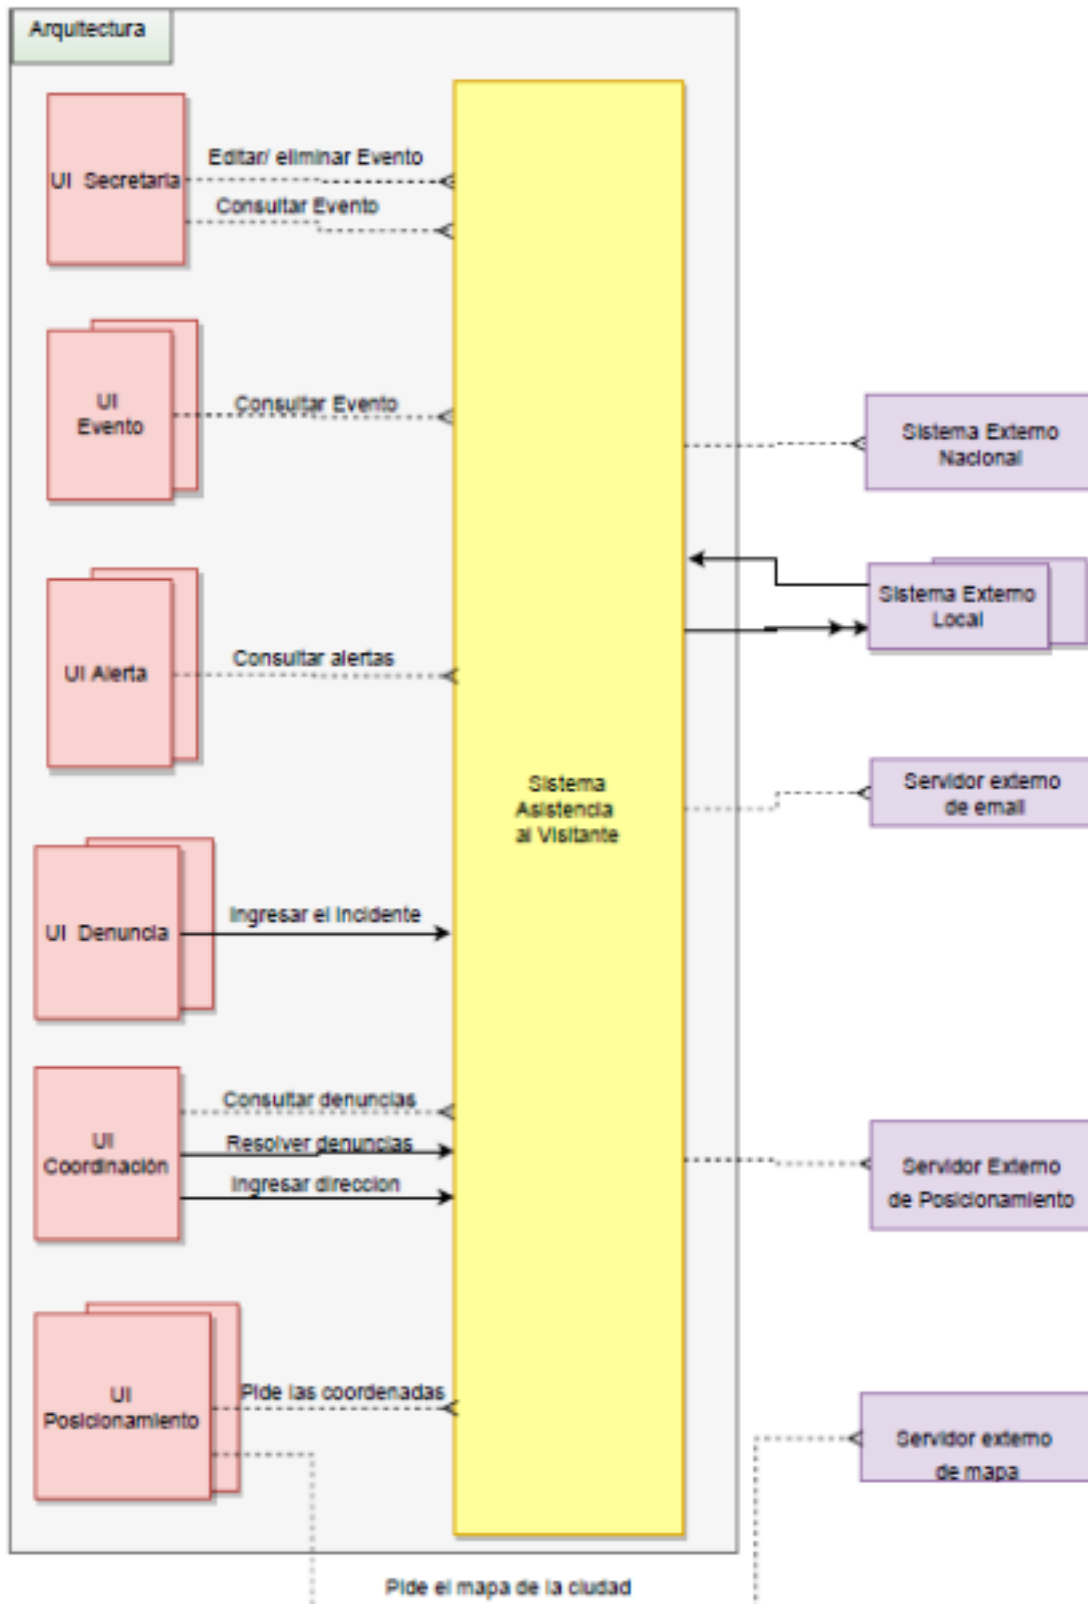 Arquitectura
UI Secretaria
Editar/ eliminar Evento
Consultar Evento
UI
Evento
Consultar Evento
UI Alerta
Consultar alertas
UI Denuncia
Ingresar el incidente
UI
Coordinación
Consultar denuncias
Resolver denuncias
Ingresar direccion
UI
Posicionamiento
Pide las coordenadas
Sistema
Asistencia
al Visitante
Sistema Externo
Nacional
Sistema Externo
Local
Servidor externo
de email
Servidor Externo
de Posicionamiento
Servidor externo
de mapa
Pide el mapa de la ciudad